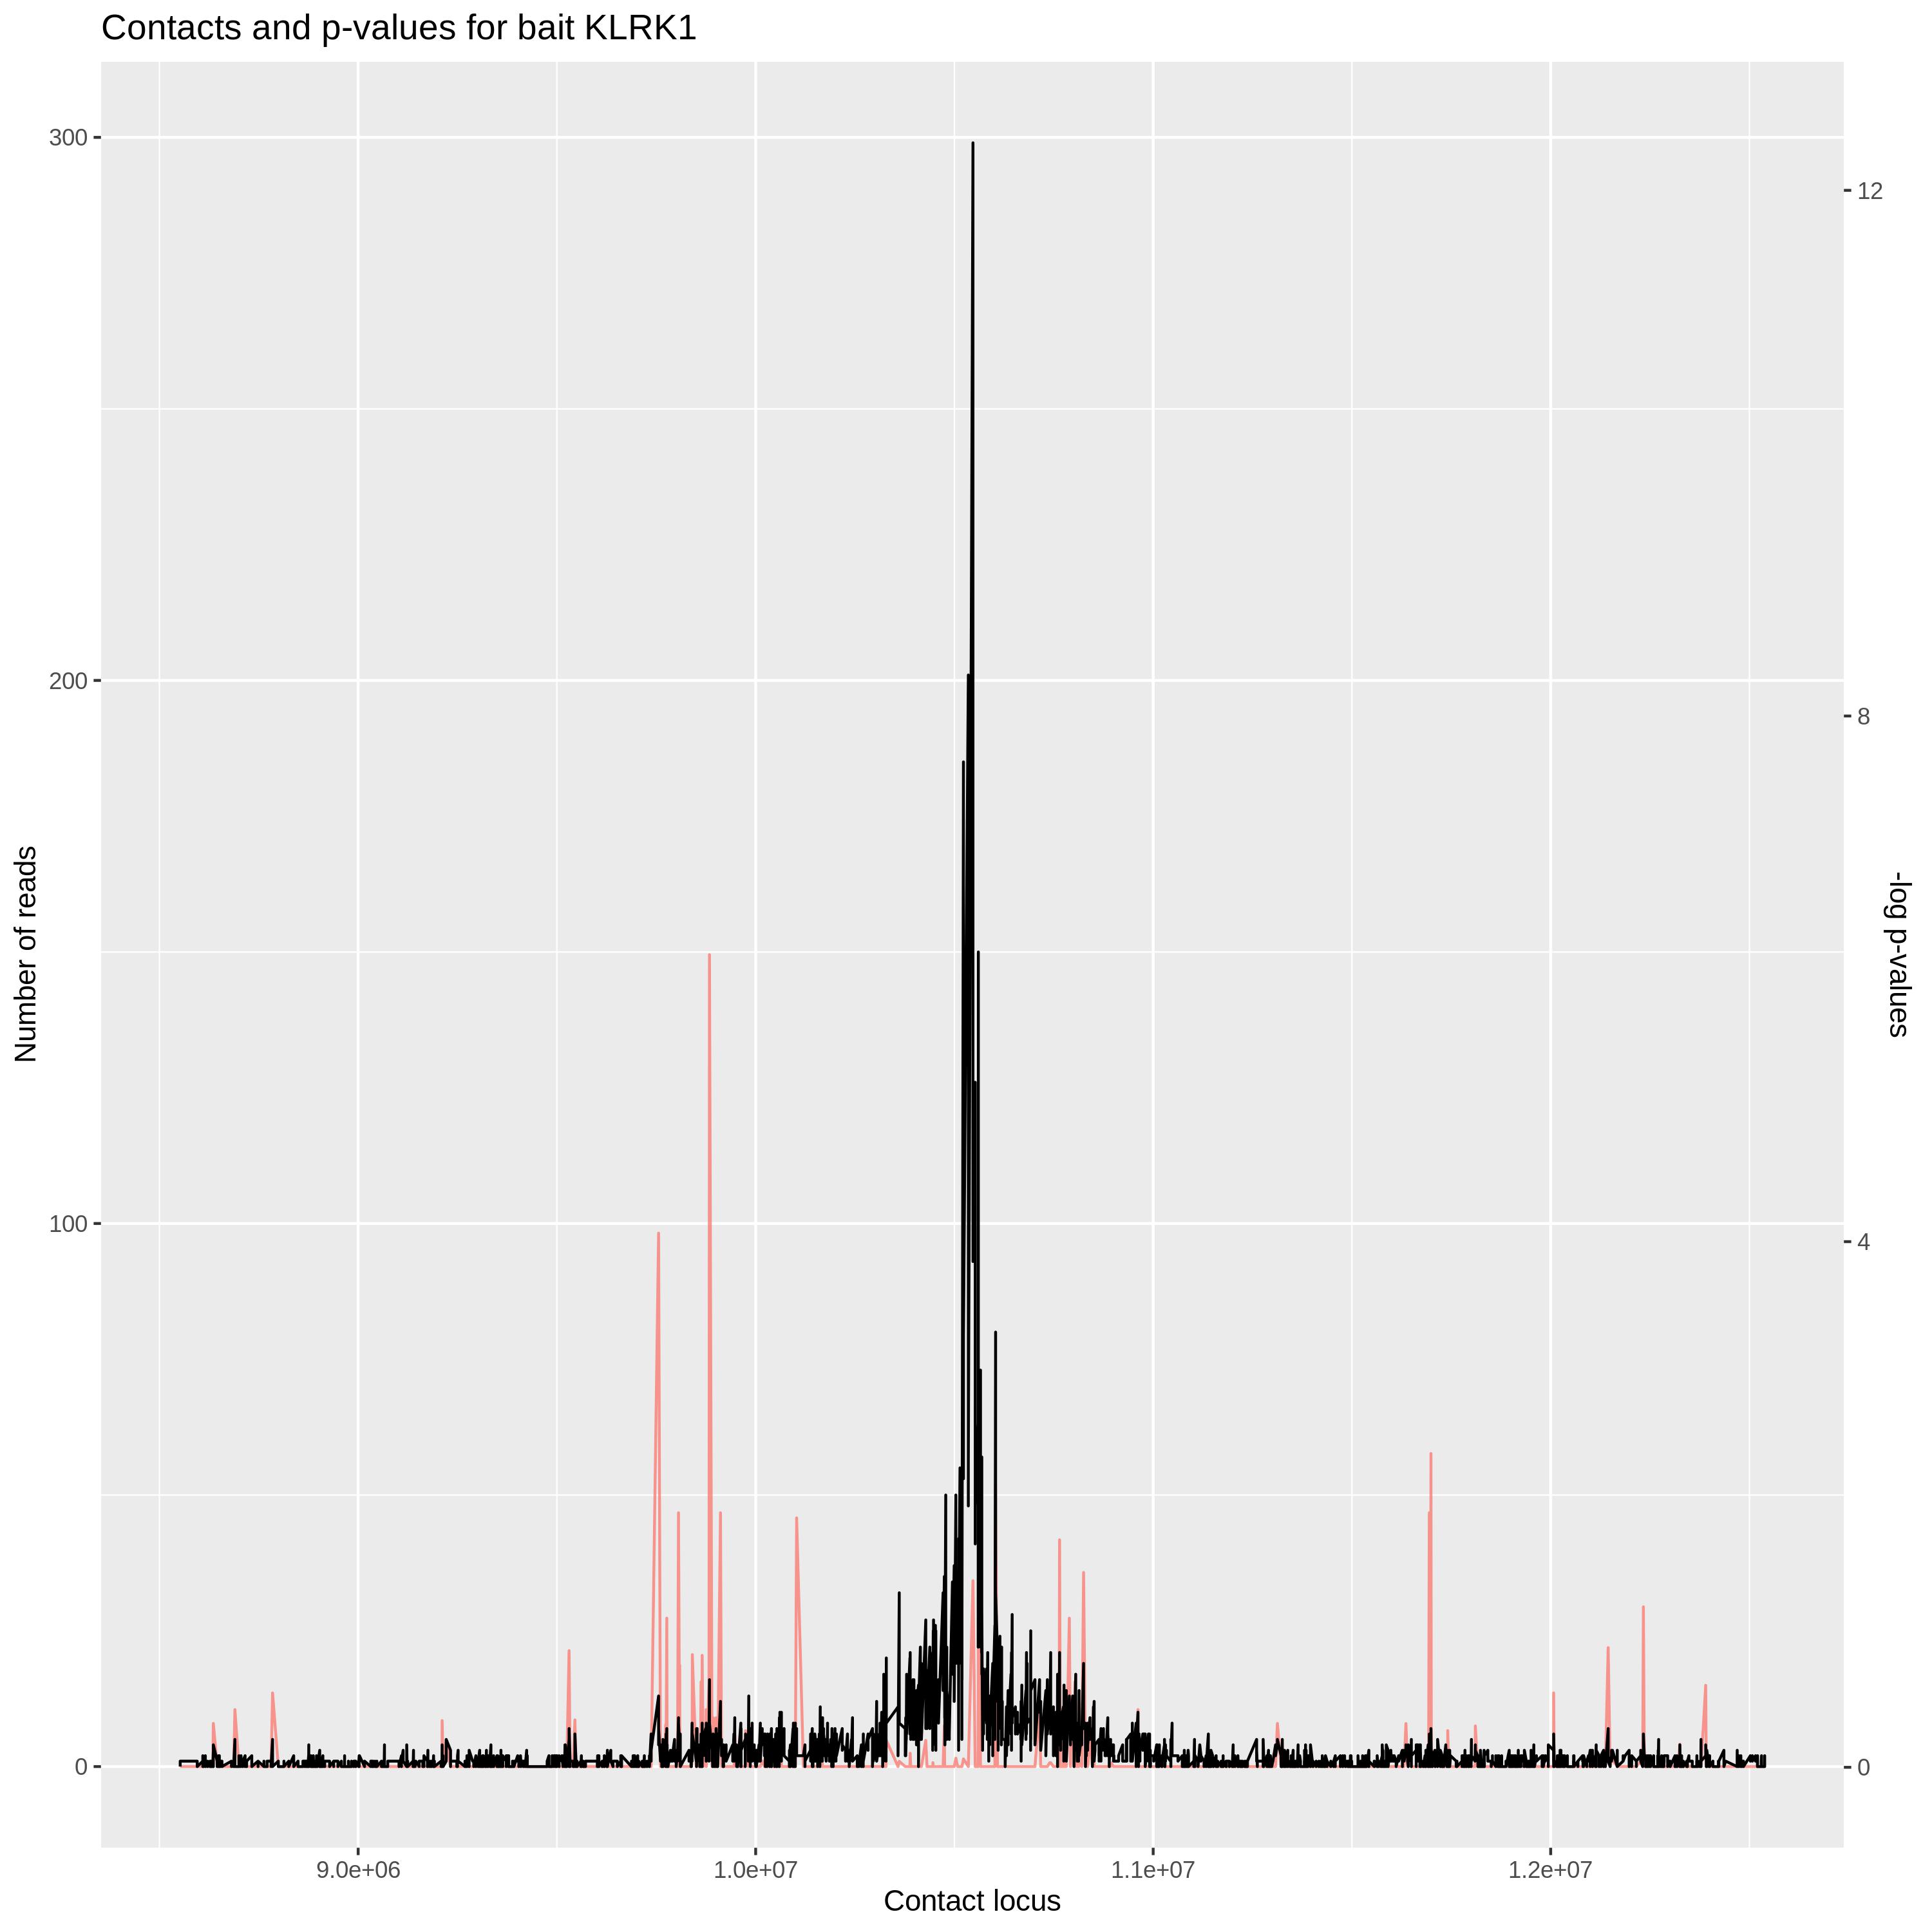 Contacts and p-values for bait KLRK1
300
200
100
0
Number of reads
12
8
4
0
-log p-values
9.0e+06 1.0e+07 1.1e+07 1.2e+07
Contact locus